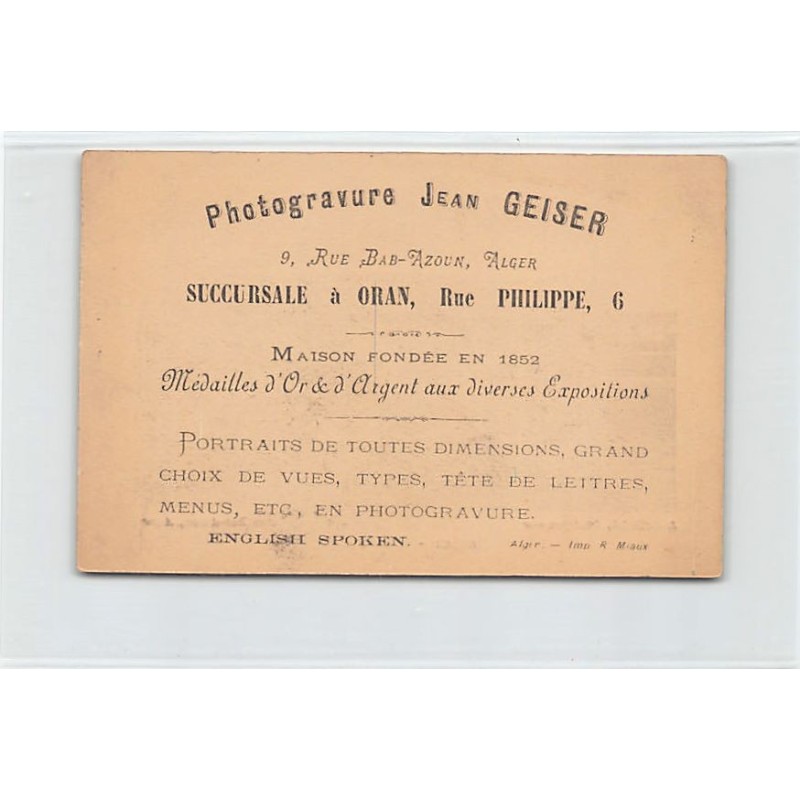 Photogravure Jean GEISER
9, Rue Bab-Azoun, Alger
SUCCURSALE à ORAN, Rue PHILIPPE, 6
Maison fondée en 1852
Médailles d'Or & d'Argent aux diverses Expositions
Portraits de toutes dimensions, grand
choix de vues, types, tête de lettres,
menus, etc, en photogravure.
English spoken.
Alger. — Imp. R. Miaux